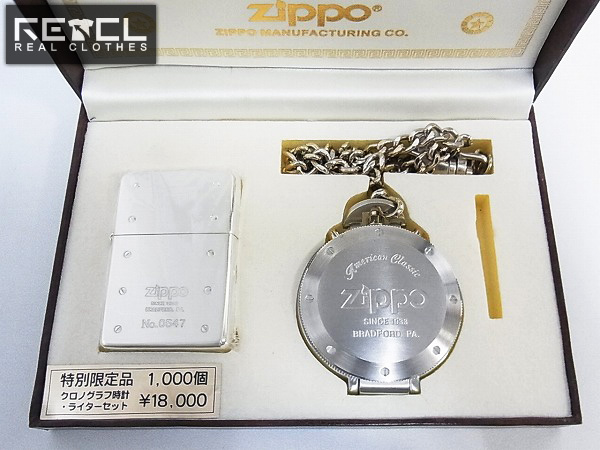 RECL
REAL CLOTHES
zippo
ZIPPO MANUFACTURING CO.
zippo
BRADFORD, PA.
No.0547
American Classic
zippo
BRADFORD, PA.
特別限定品 1,000個
クロノグラフ時計
・ライターセット ¥18,000